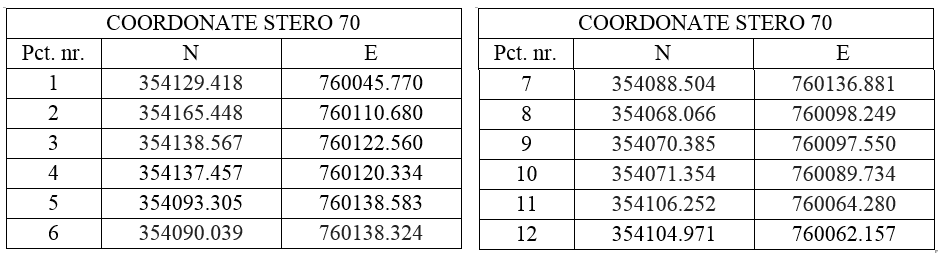 COORDONATE STERO 70
Pct. nr. N E
1 354129.418 760045.770
2 354165.448 760110.680
3 354138.567 760122.560
4 354137.457 760120.334
5 354093.305 760138.583
6 354090.039 760138.324
COORDONATE STERO 70
Pct. nr. N E
7 354088.504 760136.881
8 354068.066 760098.249
9 354070.385 760097.550
10 354071.354 760089.734
11 354106.252 760064.280
12 354104.971 760062.157